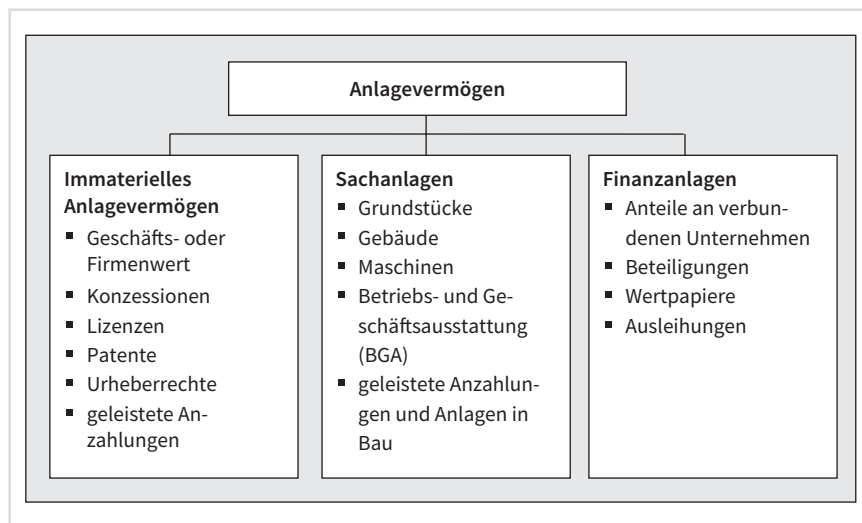 Anlagevermögen
Immaterielles
Anlagevermögen
▪ Geschäfts- oder
Firmenwert
▪ Konzessionen
▪ Lizenzen
▪ Patente
▪ Urheberrechte
▪ geleistete An-
zahlungen
Sachanlagen
▪ Grundstücke
▪ Gebäude
▪ Maschinen
▪ Betriebs- und Ge-
schäftsausstattung
(BGA)
▪ geleistete Anzahlun-
gen und Anlagen in
Bau
Finanzanlagen
▪ Anteile an verbun-
denen Unternehmen
▪ Beteiligungen
▪ Wertpapiere
▪ Ausleihungen